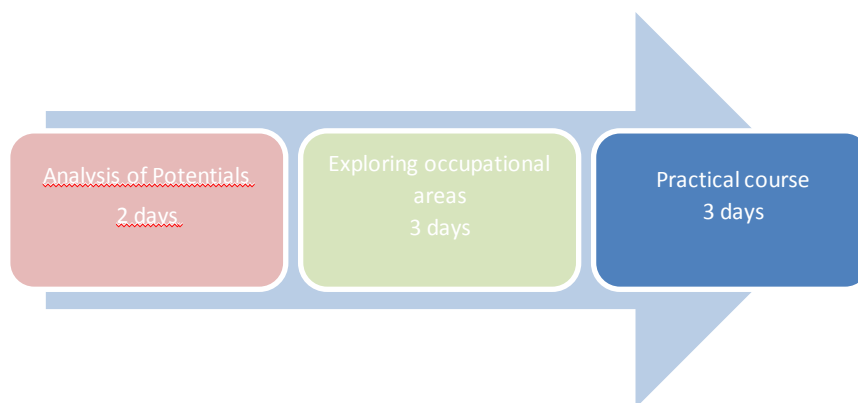 Analysis of Potentials
2 days
Exploring occupational
areas
3 days
Practical course
3 days